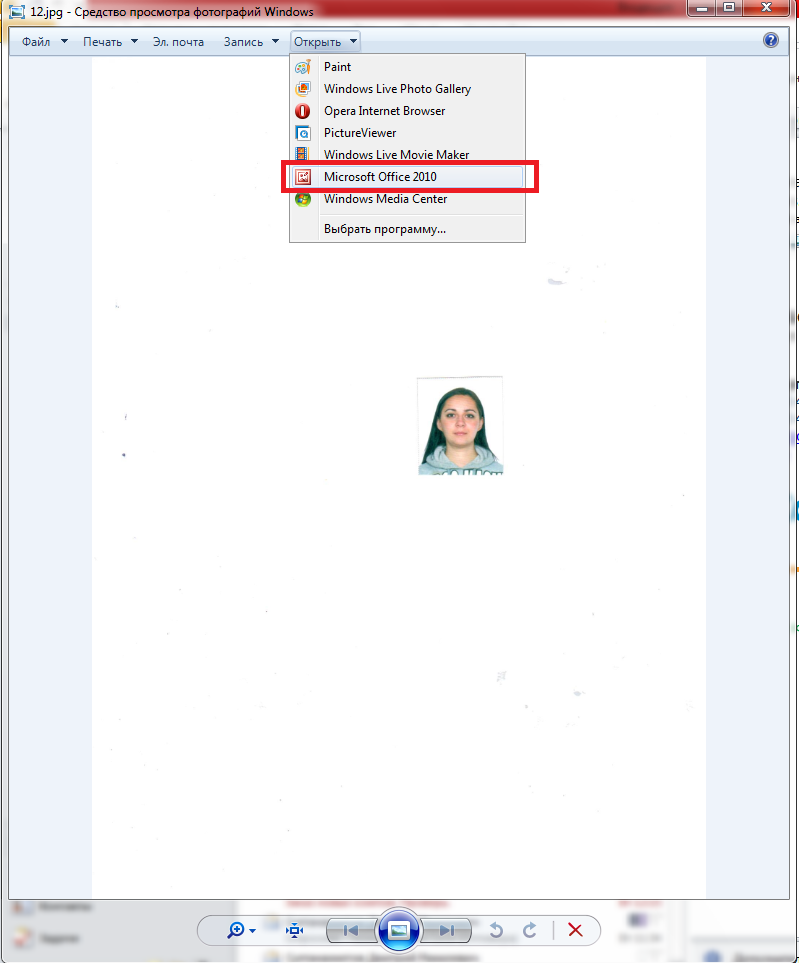 12.jpg - Средство просмотра фотографий Windows
Файл Печать Эл. почта Запись Открыть
Paint
Windows Live Photo Gallery
Opera Internet Browser
PictureViewer
Windows Live Movie Maker
Microsoft Office 2010
Windows Media Center
Выбрать программу...